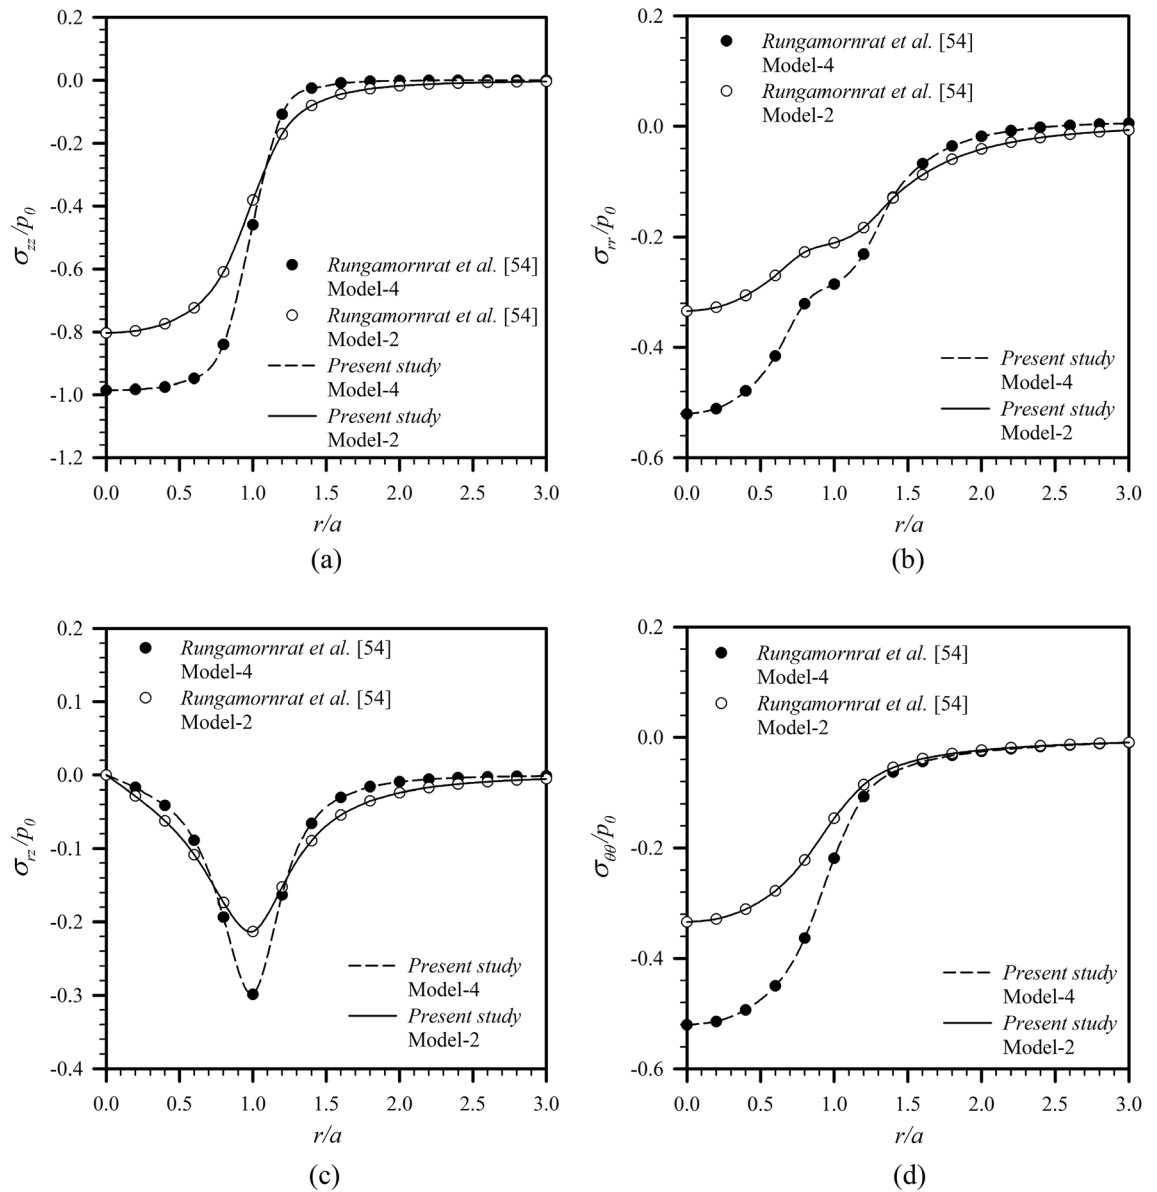 0.2
0.0
-0.2
-0.4
-0.6
-0.8
-1.0
-1.2
σzz/p0
Rungamornrat et al. [54]
Model-4
Rungamornrat et al. [54]
Model-2
Present study
Model-4
Present study
Model-2
0.0 0.5 1.0 1.5 2.0 2.5 3.0
r/a
(a)
0.2
0.0
-0.2
-0.4
-0.6
σrr/p0
Rungamornrat et al. [54]
Model-4
Rungamornrat et al. [54]
Model-2
Present study
Model-4
Present study
Model-2
0.0 0.5 1.0 1.5 2.0 2.5 3.0
r/a
(b)
0.2
0.1
0.0
-0.1
-0.2
-0.3
-0.4
σrz/p0
Rungamornrat et al. [54]
Model-4
Rungamornrat et al. [54]
Model-2
Present study
Model-4
Present study
Model-2
0.0 0.5 1.0 1.5 2.0 2.5 3.0
r/a
(c)
0.2
0.0
-0.2
-0.4
-0.6
σθθ/p0
Rungamornrat et al. [54]
Model-4
Rungamornrat et al. [54]
Model-2
Present study
Model-4
Present study
Model-2
0.0 0.5 1.0 1.5 2.0 2.5 3.0
r/a
(d)